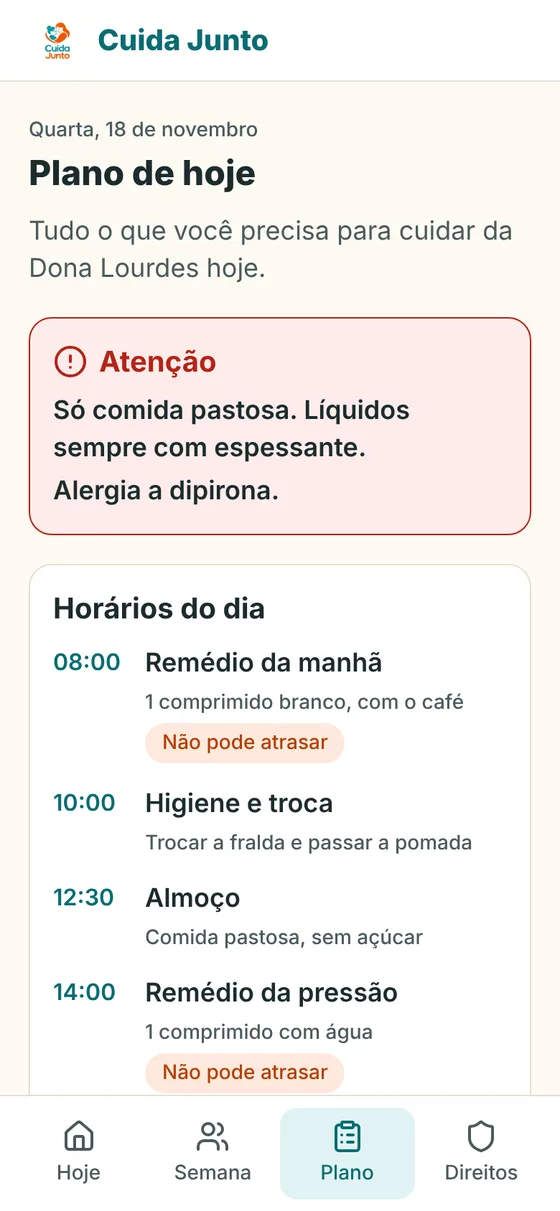 Cuida
Junto
Cuida Junto
Quarta, 18 de novembro
Plano de hoje
Tudo o que você precisa para cuidar da
Dona Lourdes hoje.
Atenção
Só comida pastosa. Líquidos
sempre com espessante.
Alergia a dipirona.
Horários do dia
08:00 Remédio da manhã
1 comprimido branco, com o café
Não pode atrasar
10:00 Higiene e troca
Trocar a fralda e passar a pomada
12:30 Almoço
Comida pastosa, sem açúcar
14:00 Remédio da pressão
1 comprimido com água
Não pode atrasar
Hoje Semana Plano Direitos